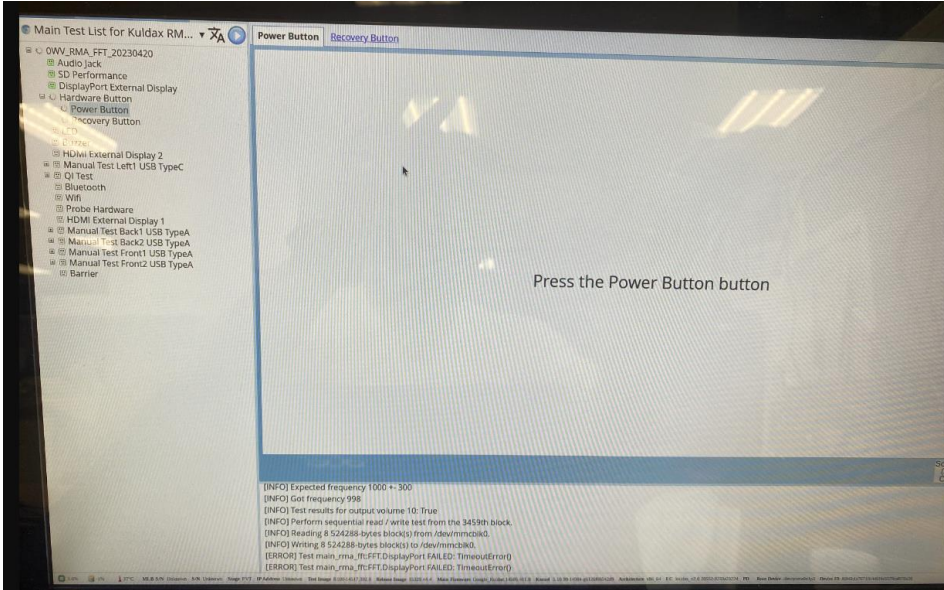 Main Test List for Kuldax RM...
Power Button
Recovery Button
0WV_RMA_FFT_20230420
Audio Jack
SD Performance
DisplayPort External Display
Hardware Button
Power Button
Recovery Button
LED
HDMI External Display 2
Manual Test Left1 USB TypeC
QI Test
Bluetooth
Wifi
Probe Hardware
HDMI External Display 1
Manual Test Back1 USB TypeA
Manual Test Back2 USB TypeA
Manual Test Front1 USB TypeA
Manual Test Front2 USB TypeA
Barrier
Press the Power Button button
[INFO] Expected frequency 1000 +- 300
[INFO] Got frequency 998
[INFO] Test results for output volume 10: True
[INFO] Perform sequential read / write test from the 3459th block.
[INFO] Reading 8 524288-bytes block(s) from /dev/mmcblk0.
[INFO] Writing 8 524288-bytes block(s) to /dev/mmcblk0.
[ERROR] Test main_rma_fft:FFT.DisplayPort FAILED: TimeoutError()
[ERROR] Test main_rma_fft:FFT.DisplayPort FAILED: TimeoutError()